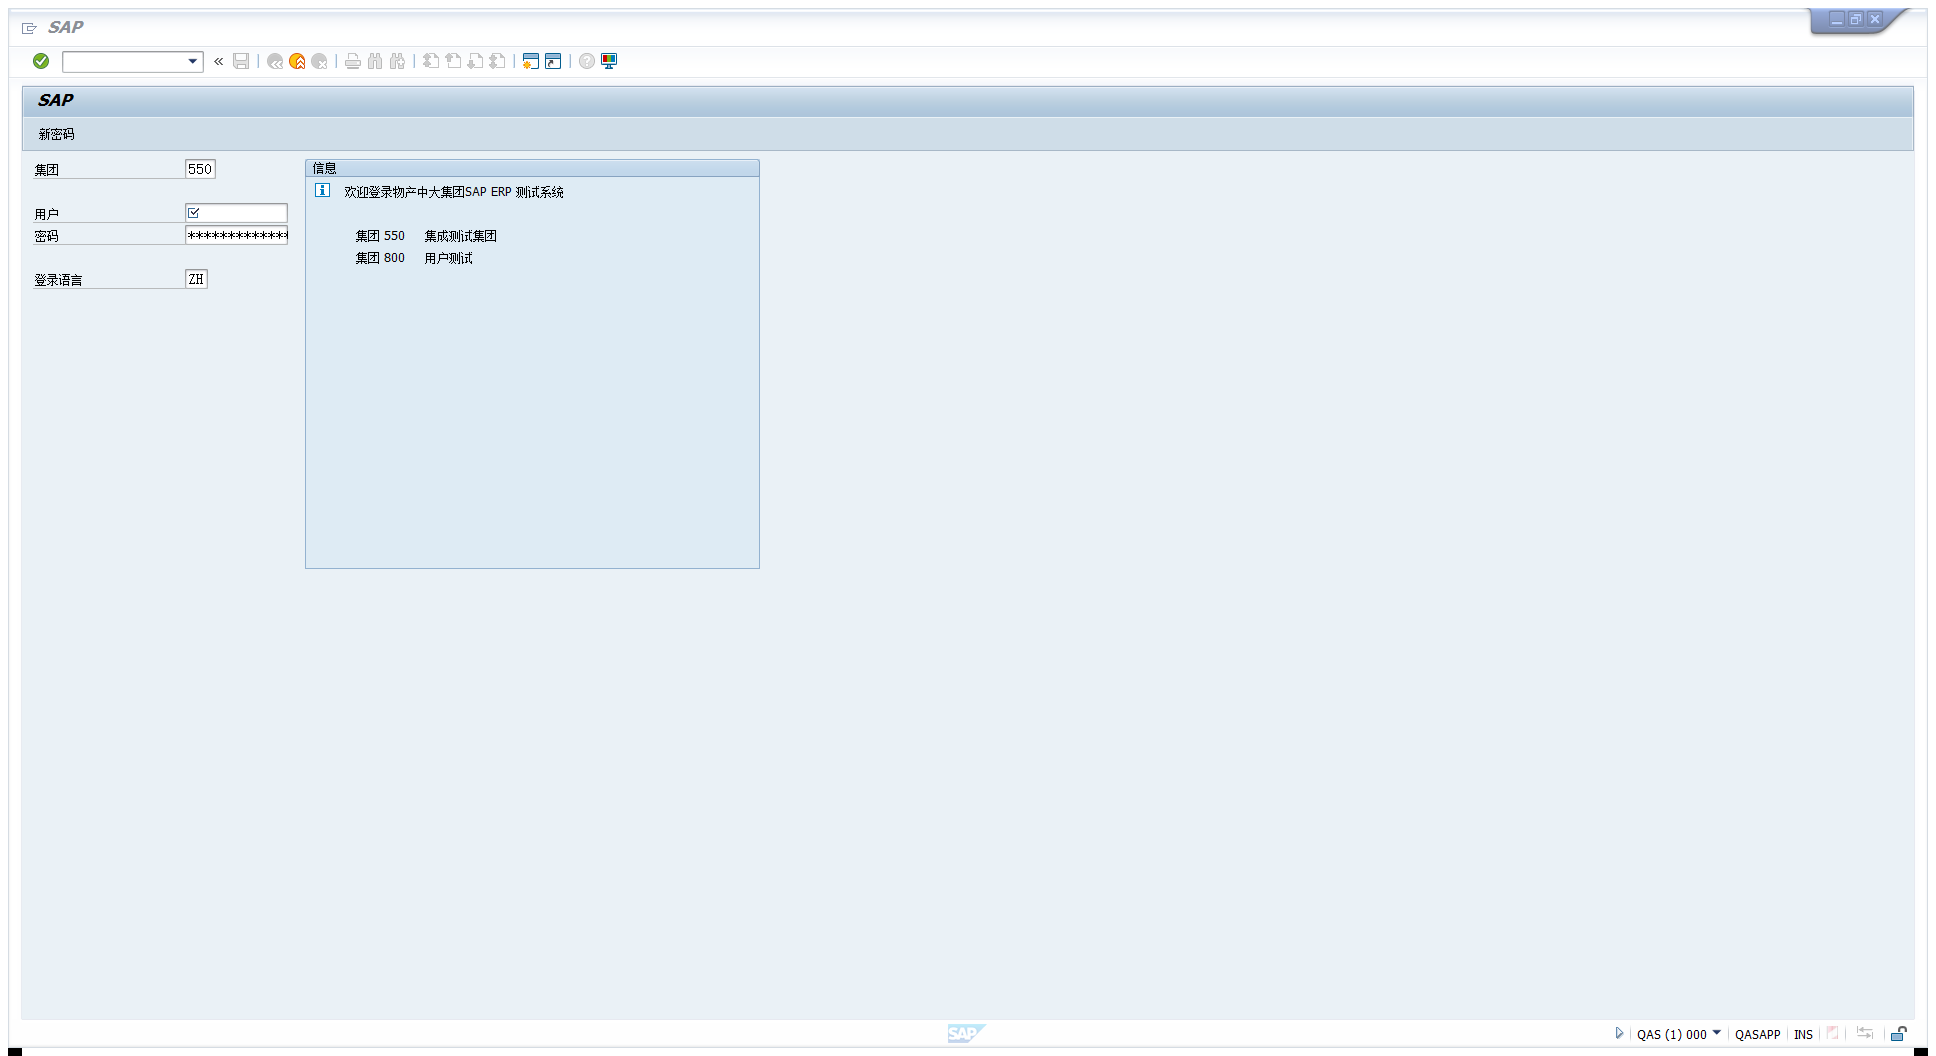 SAP
SAP
新密码
集团 550
信息
欢迎登录物产中大集团SAP ERP 测试系统
用户
密码 *************
集团 550 集成测试集团
集团 800 用户测试
登录语言 ZH
SAP
QAS (1) 000 QASAPP INS